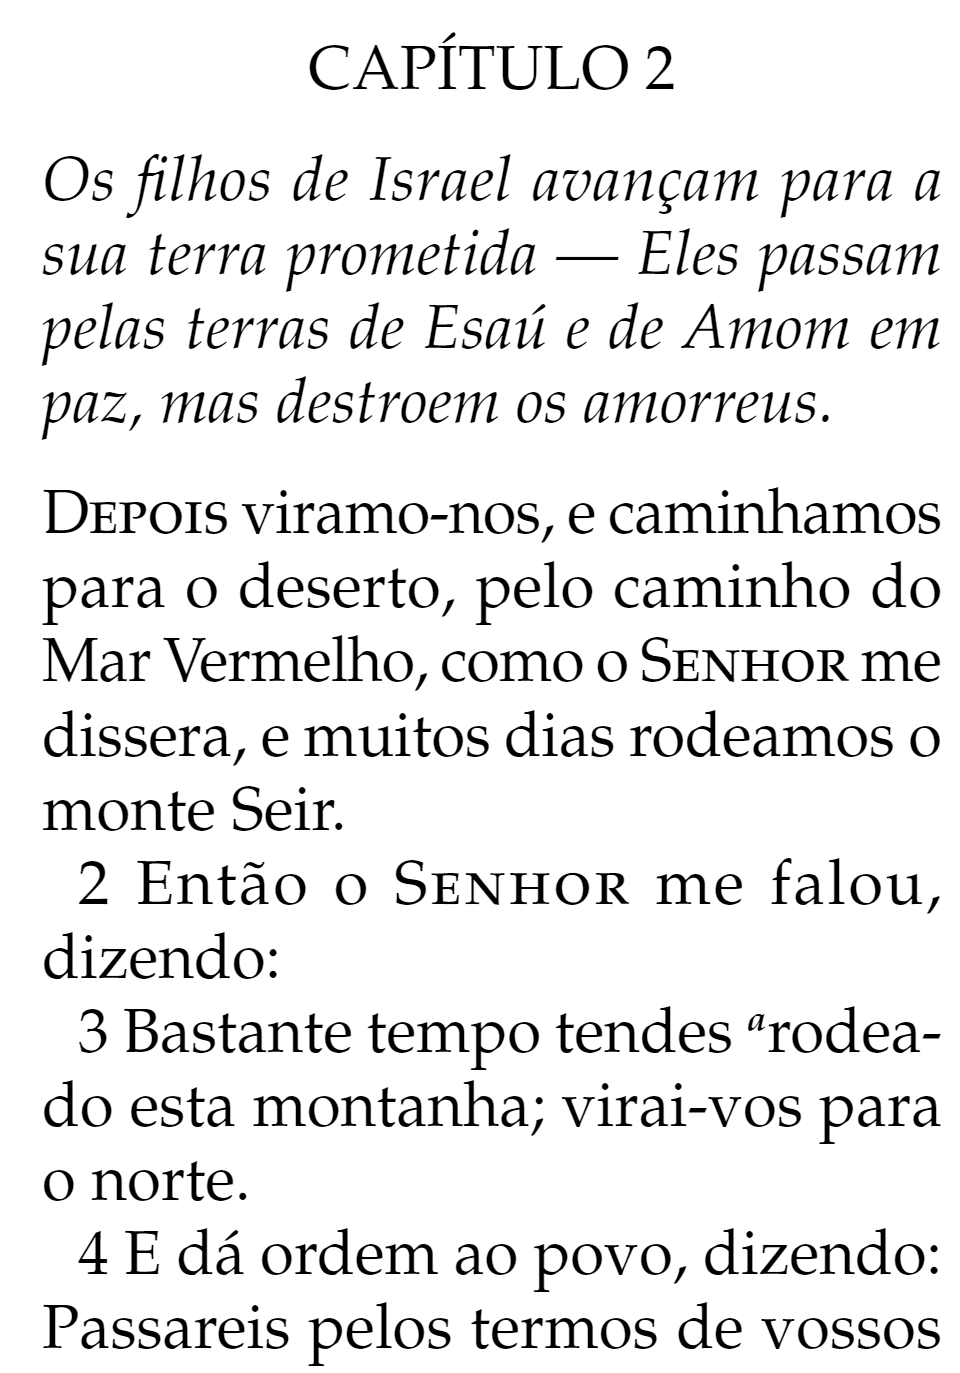 CAPÍTULO 2
Os filhos de Israel avançam para a
sua terra prometida — Eles passam
pelas terras de Esaú e de Amom em
paz, mas destroem os amorreus.
DEPOIS viramo-nos, e caminhamos
para o deserto, pelo caminho do
Mar Vermelho, como o SENHOR me
dissera, e muitos dias rodeamos o
monte Seir.
2 Então o SENHOR me falou,
dizendo:
3 Bastante tempo tendes ᵃrodea-
do esta montanha; virai-vos para
o norte.
4 E dá ordem ao povo, dizendo:
Passareis pelos termos de vossos